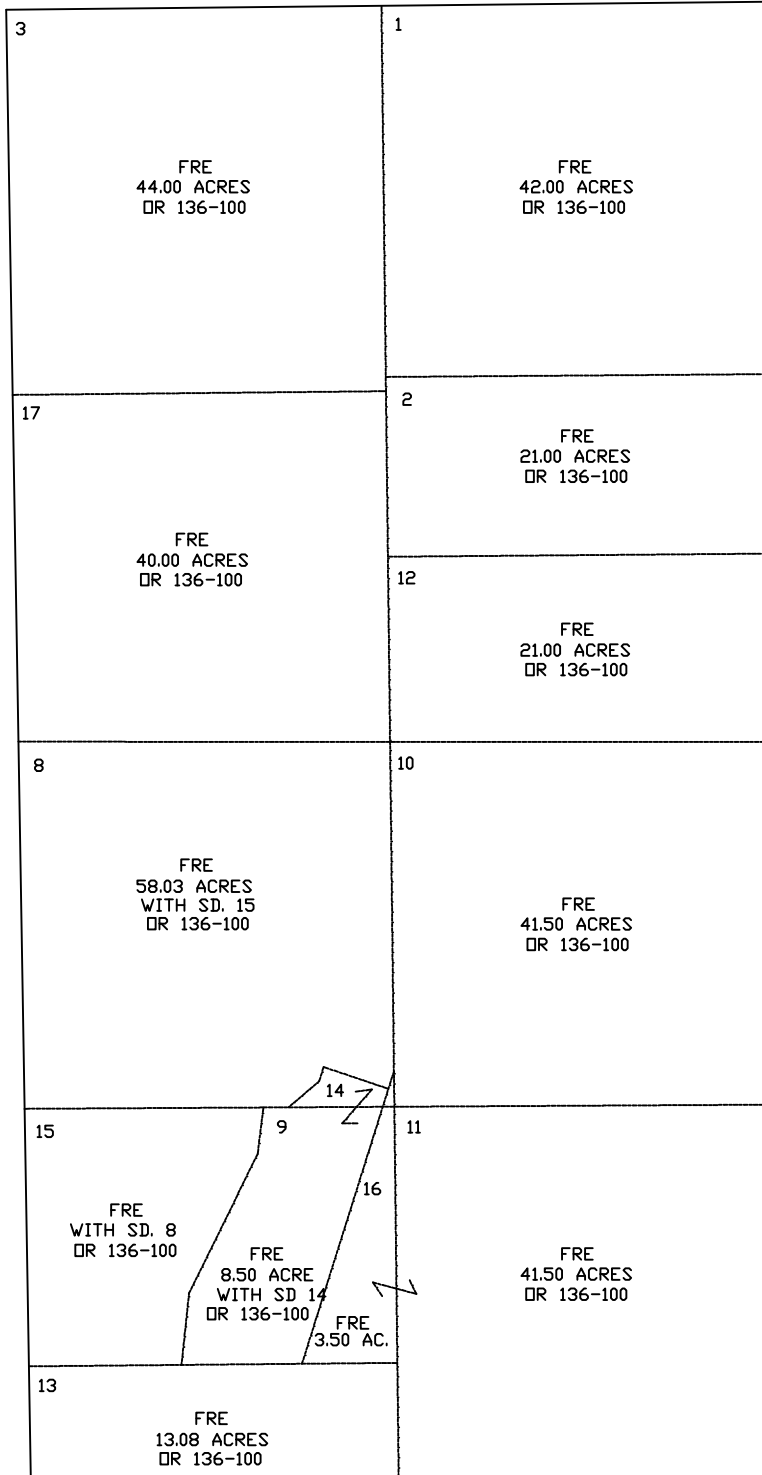 3
FRE
44.00 ACRES
OR 136-100
1
FRE
42.00 ACRES
OR 136-100
2
FRE
21.00 ACRES
OR 136-100
17
FRE
40.00 ACRES
OR 136-100
12
FRE
21.00 ACRES
OR 136-100
8
FRE
58.03 ACRES
WITH SD. 15
OR 136-100
10
FRE
41.50 ACRES
OR 136-100
14
15
FRE
WITH SD. 8
OR 136-100
9
FRE
8.50 ACRE
WITH SD 14
OR 136-100
16
FRE
3.50 AC.
11
FRE
41.50 ACRES
OR 136-100
13
FRE
13.08 ACRES
OR 136-100